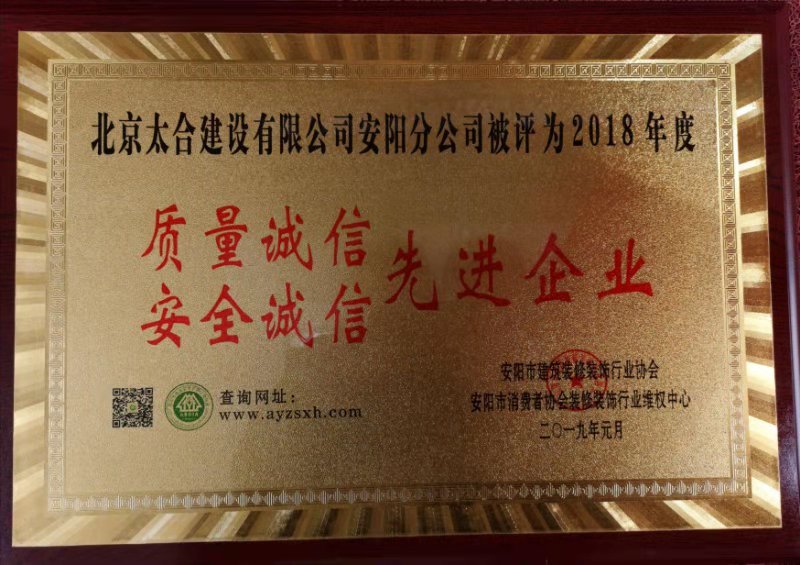 北京太合建设有限公司安阳分公司被评为2018年度
质量诚信
安全诚信
先进企业
查询网址：
www.ayzsxh.com
安阳市建筑装修装饰行业协会
安阳市消费者协会装修装饰行业维权中心
二〇一九年元月